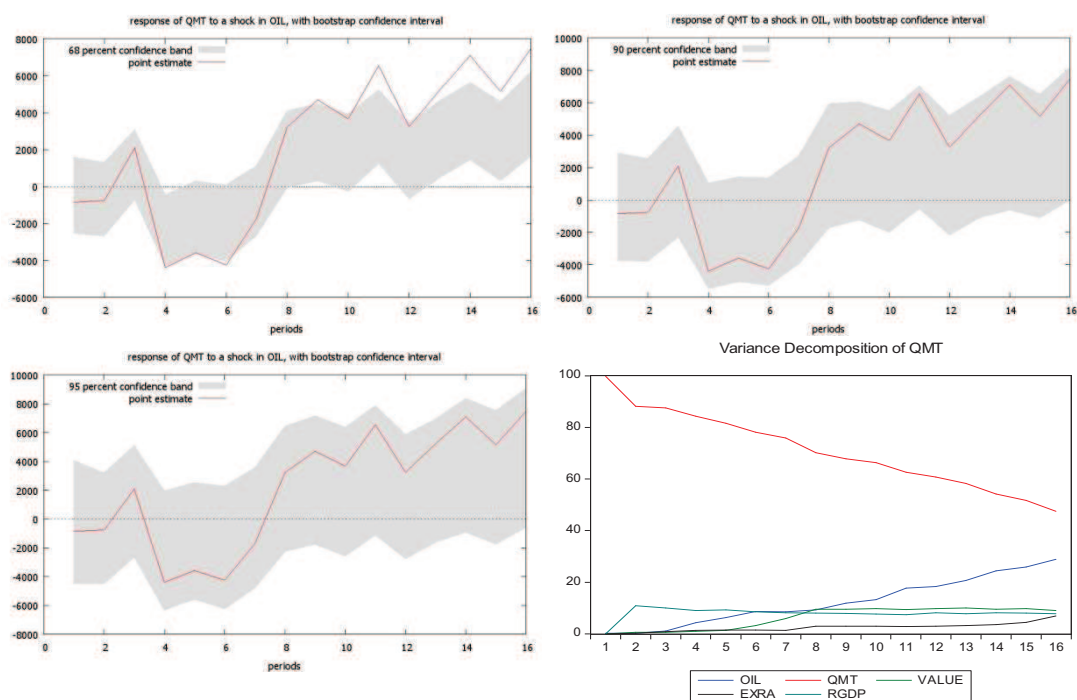 response of QMT to a shock in OIL, with bootstrap confidence interval
8000
6000
4000
2000
0
-2000
-4000
-6000
68 percent confidence band
point estimate
0 2 4 6 8 10 12 14 16
periods
response of QMT to a shock in OIL, with bootstrap confidence interval
10000
8000
6000
4000
2000
0
-2000
-4000
-6000
90 percent confidence band
point estimate
0 2 4 6 8 10 12 14 16
periods
response of QMT to a shock in OIL, with bootstrap confidence interval
10000
8000
6000
4000
2000
0
-2000
-4000
-6000
-8000
95 percent confidence band
point estimate
0 2 4 6 8 10 12 14 16
periods
Variance Decomposition of QMT
100
80
60
40
20
0
1 2 3 4 5 6 7 8 9 10 11 12 13 14 15 16
OIL QMT VALUE
EXRA RGDP